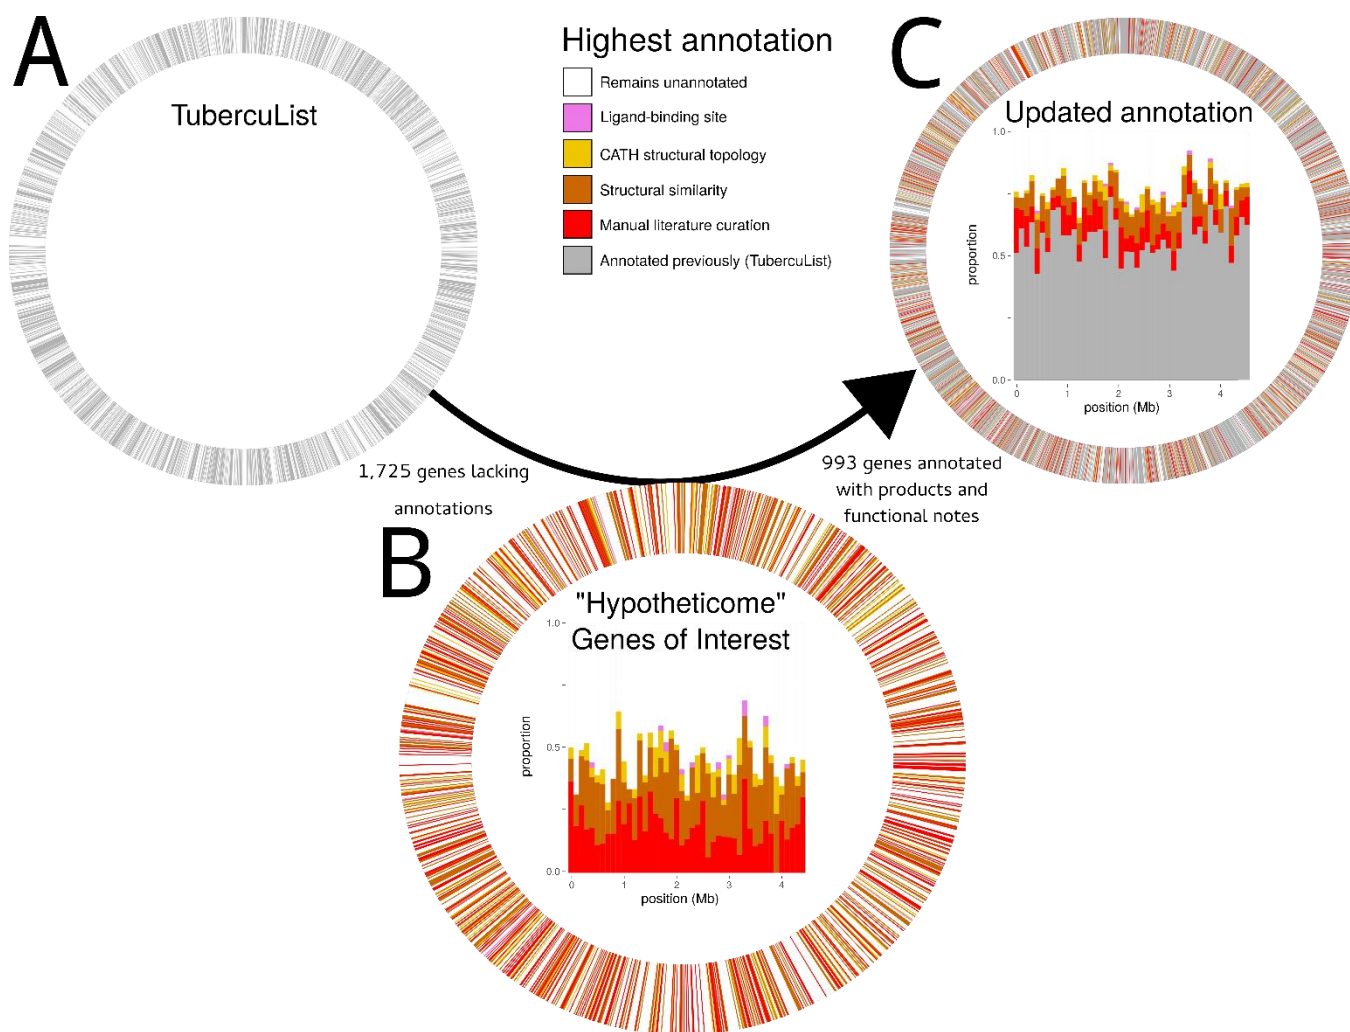 A
TubercuList
Highest annotation
Remains unannotated
Ligand-binding site
CATH structural topology
Structural similarity
Manual literature curation
Annotated previously (TubercuList)
C
Updated annotation
1.0
0.5
0.0
proportion
0 1 2 3 4
position (Mb)
1,725 genes lacking
annotations
993 genes annotated
with products and
functional notes
B
"Hypotheticome"
Genes of Interest
1.0
0.5
0.0
proportion
0 1 2 3 4
position (Mb)